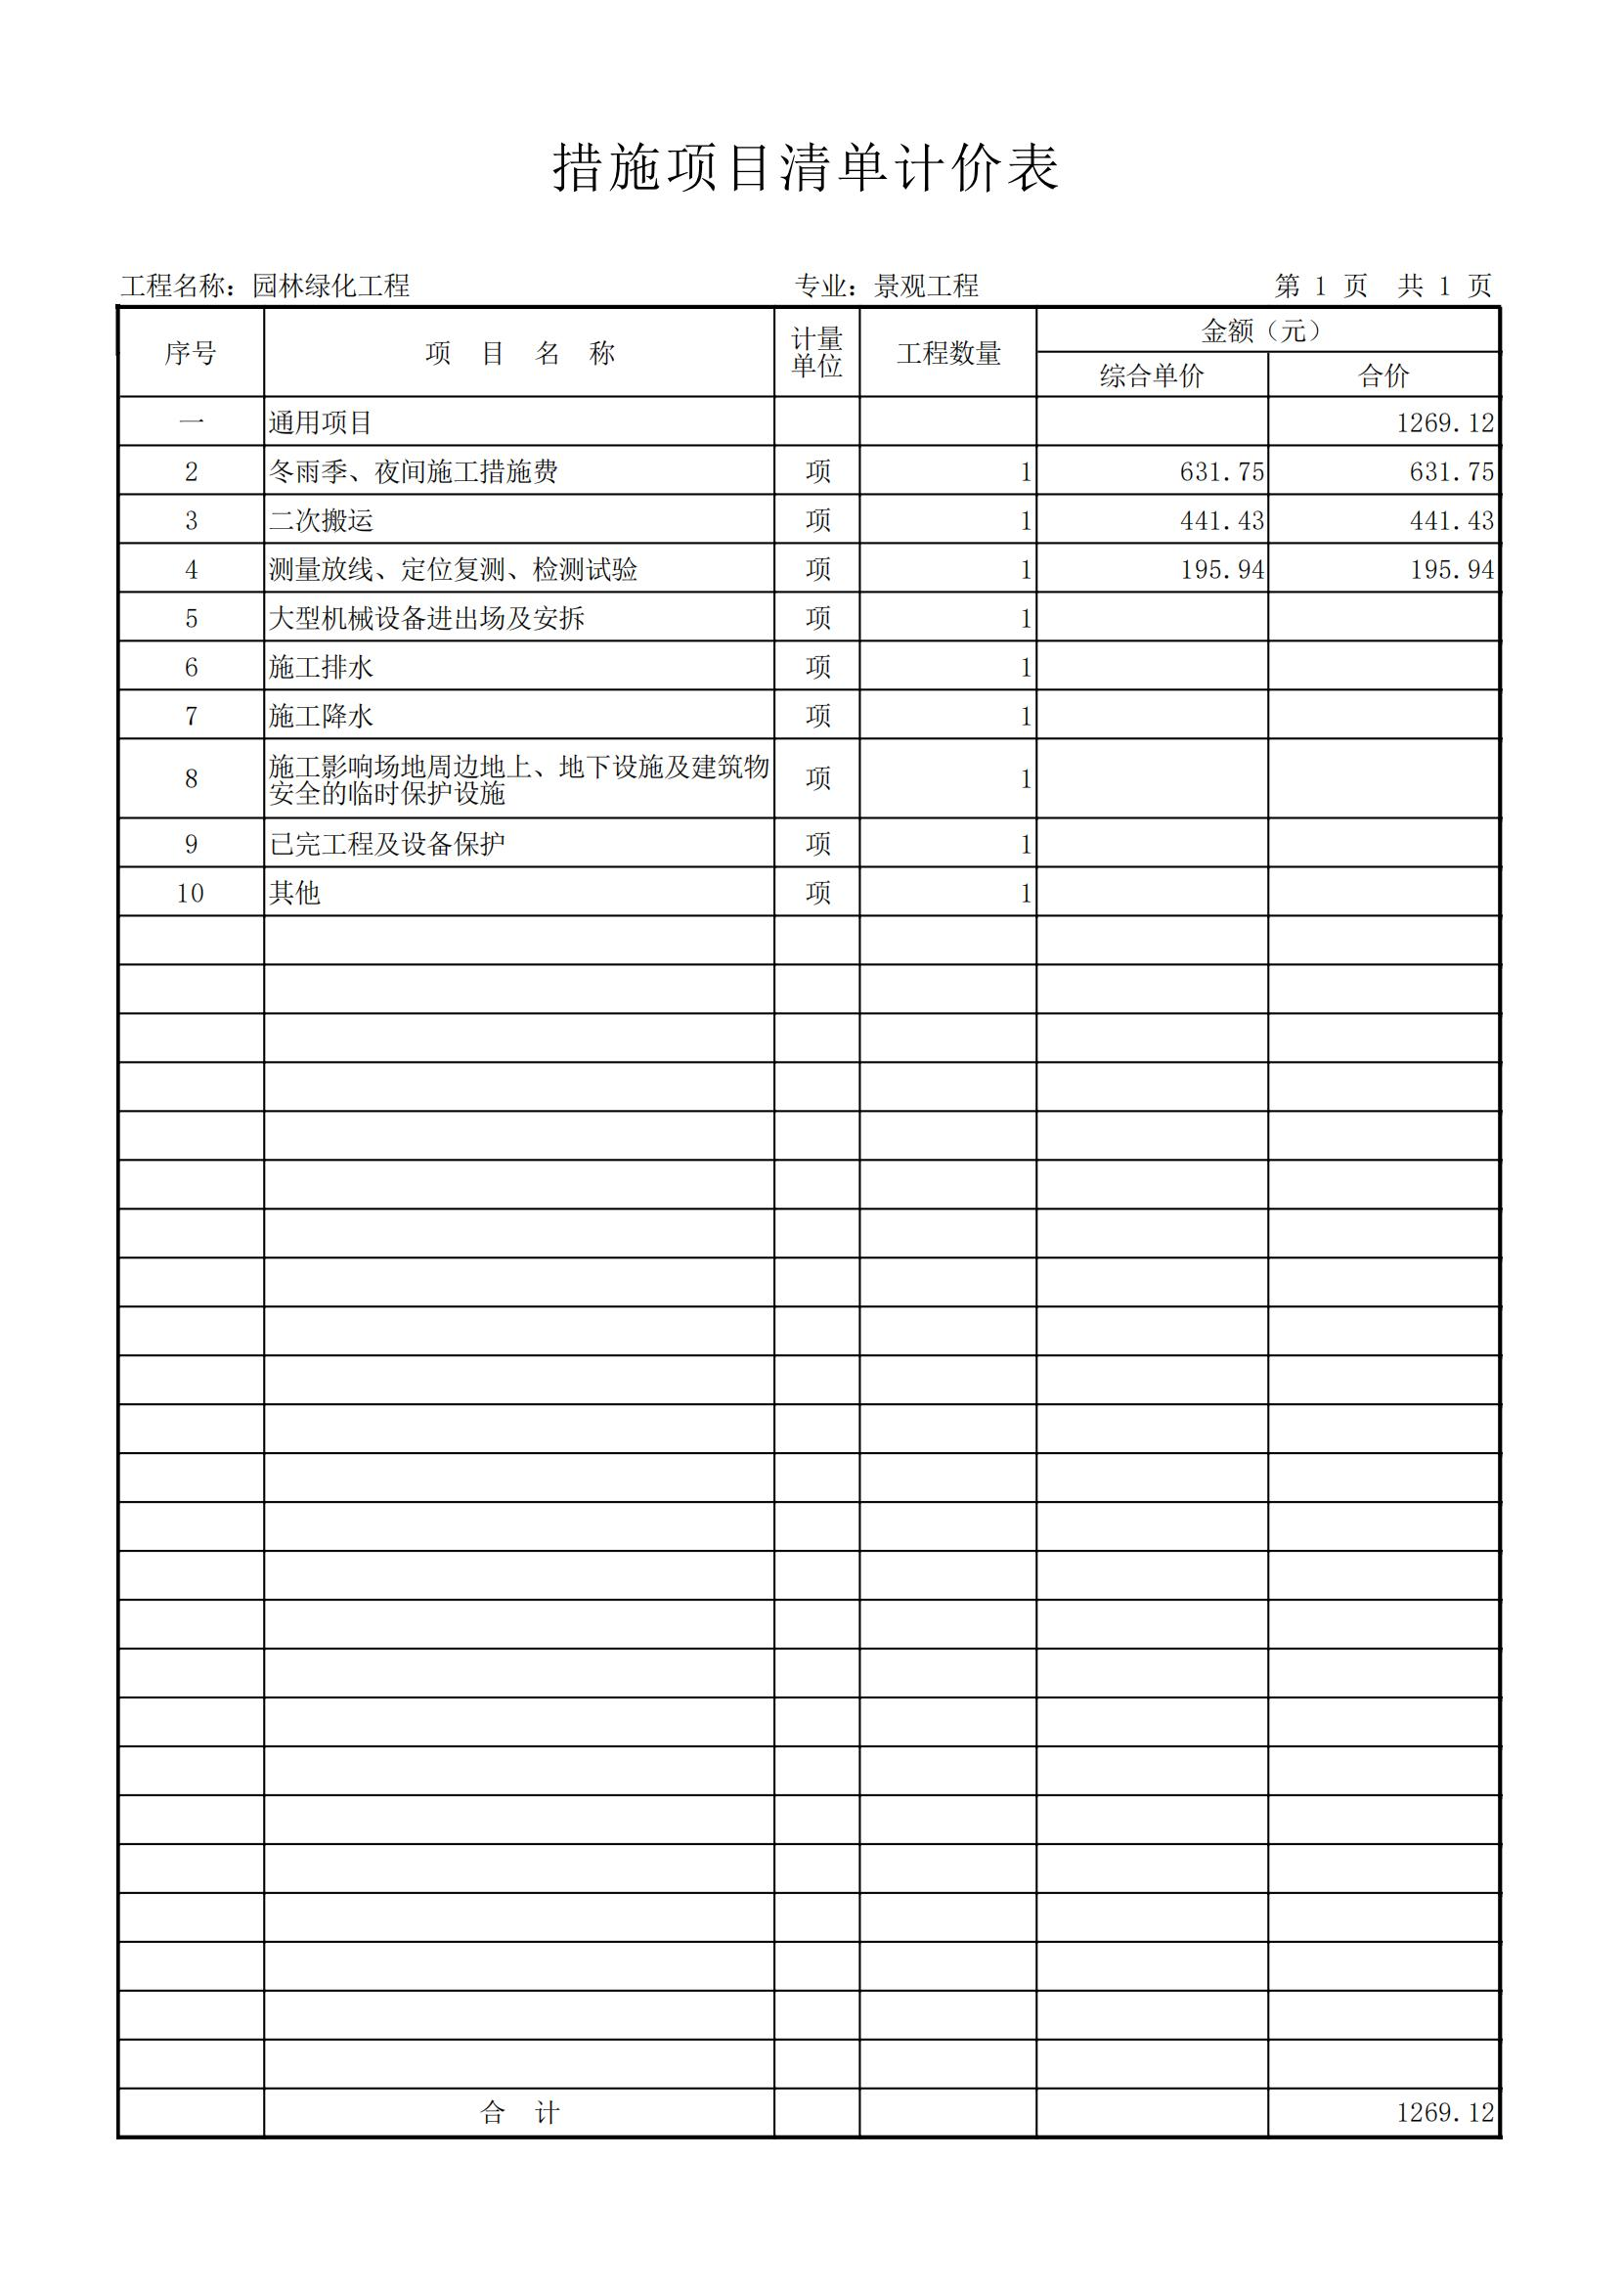 措施项目清单计价表
工程名称：园林绿化工程 专业：景观工程 第 1 页 共 1 页
序号 项 目 名 称 计量单位 工程数量 金额（元）
综合单价 合价
一 通用项目 1269.12
2 冬雨季、夜间施工措施费 项 1 631.75 631.75
3 二次搬运 项 1 441.43 441.43
4 测量放线、定位复测、检测试验 项 1 195.94 195.94
5 大型机械设备进出场及安拆 项 1
6 施工排水 项 1
7 施工降水 项 1
8 施工影响场地周边地上、地下设施及建筑物
安全的临时保护设施 项 1
9 已完工程及设备保护 项 1
10 其他 项 1
合 计 1269.12